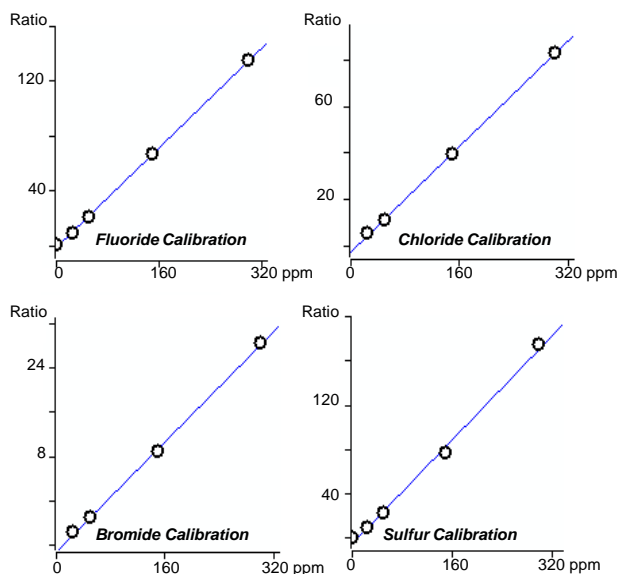 Ratio
120
40
Fluoride Calibration
0 160 320 ppm
Ratio
60
20
Chloride Calibration
0 160 320 ppm
Ratio
24
8
Bromide Calibration
0 160 320 ppm
Ratio
120
40
Sulfur Calibration
0 160 320 ppm